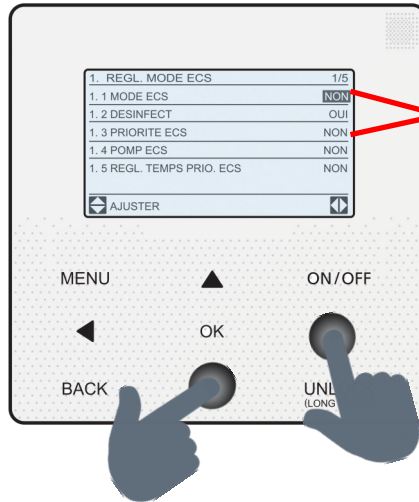 1. REGL. MODE ECS 1/5
1. 1 MODE ECS NON
1. 2 DESINFECT OUI
1. 3 PRIORITE ECS NON
1. 4 POMP ECS NON
1. 5 REGL. TEMPS PRIO. ECS NON
AJUSTER
MENU ON/OFF
OK
BACK
(LONG